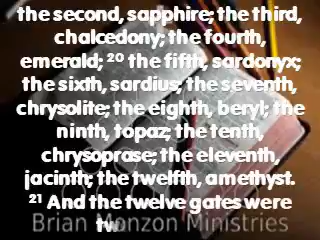 the second, sapphire; the third,
chalcedony; the fourth,
emerald; 20 the fifth, sardonyx;
the sixth, sardius; the seventh,
chrysolite; the eighth, beryl; the
ninth, topaz; the tenth,
chrysoprase; the eleventh,
jacinth; the twelfth, amethyst.
21 And the twelve gates were
Brian Monzon Ministries